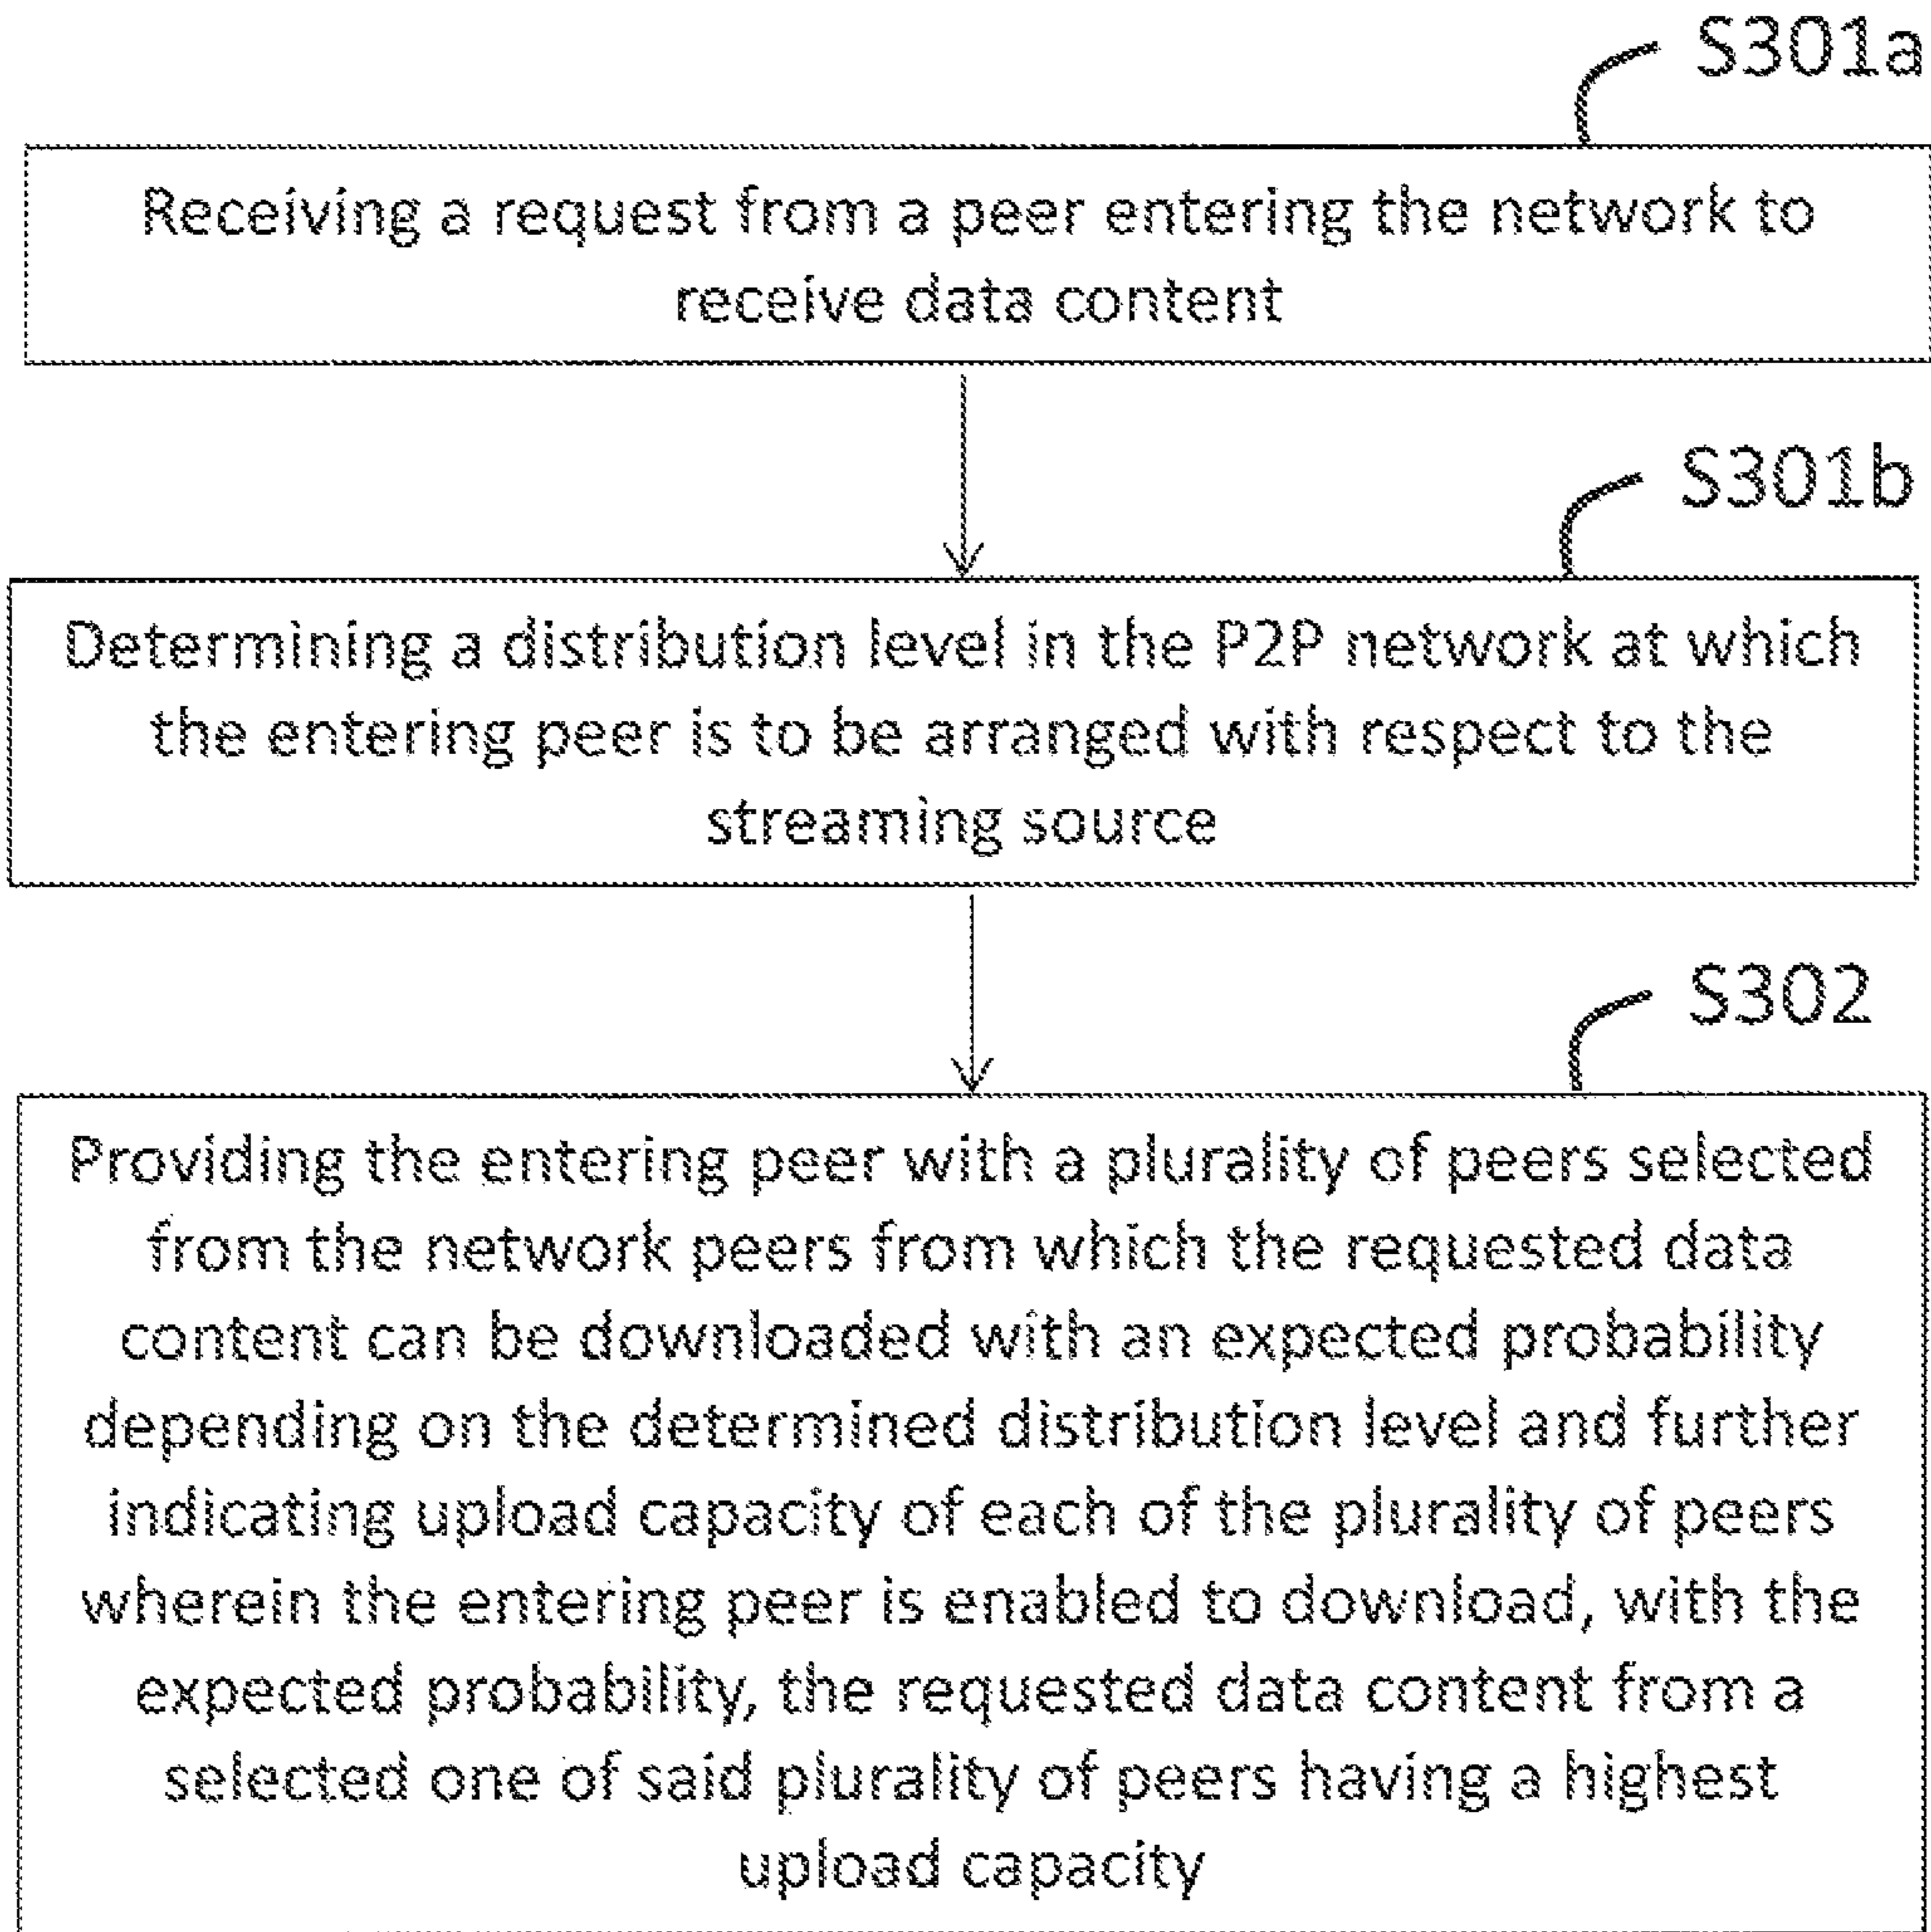 S301a
Receiving a request from a peer entering the network to
receive data content
S301b
Determining a distribution level in the P2P network at which
the entering peer is to be arranged with respect to the
streaming source
S302
Providing the entering peer with a plurality of peers selected
from the network peers from which the requested data
content can be downloaded with an expected probability
depending on the determined distribution level and further
indicating upload capacity of each of the plurality of peers
wherein the entering peer is enabled to download, with the
expected probability, the requested data content from a
selected one of said plurality of peers having a highest
upload capacity